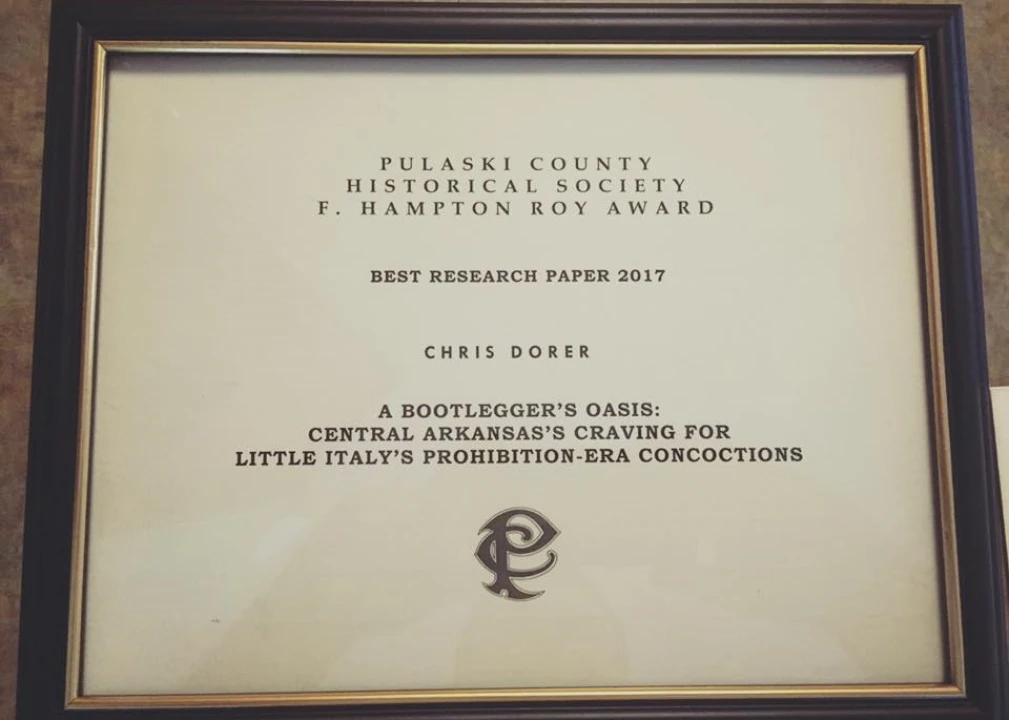 PULASKI COUNTY
HISTORICAL SOCIETY
F. HAMPTON ROY AWARD
BEST RESEARCH PAPER 2017
CHRIS DORER
A BOOTLEGGER'S OASIS:
CENTRAL ARKANSAS'S CRAVING FOR
LITTLE ITALY'S PROHIBITION-ERA CONCOCTIONS